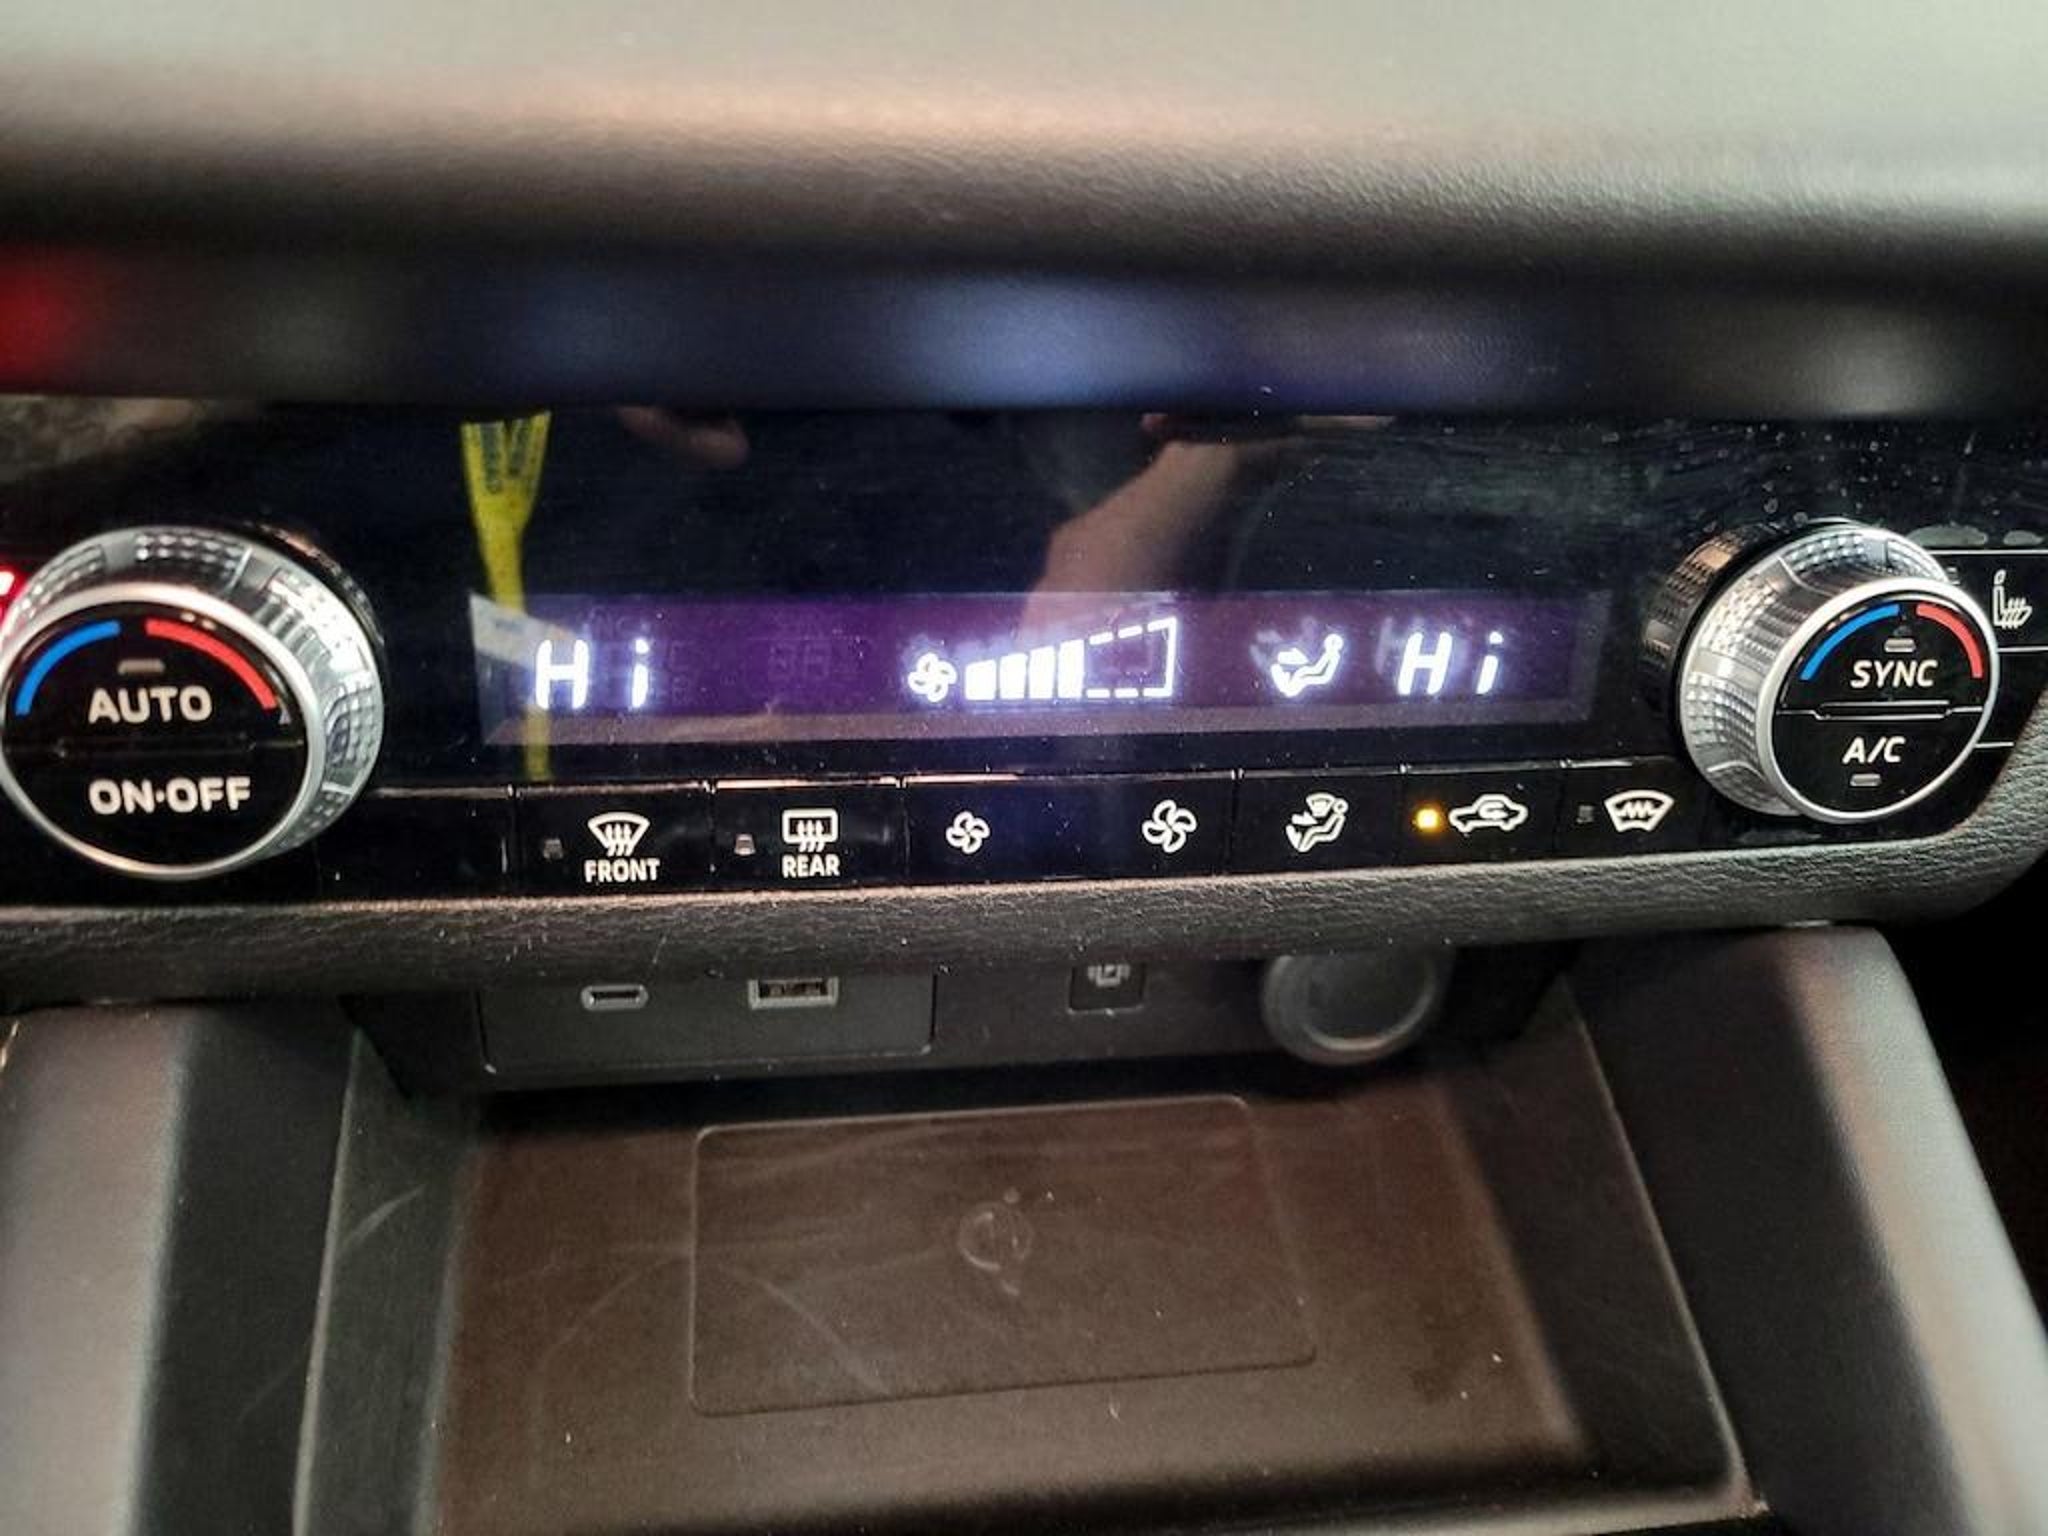 Hi
Hi
AUTO
ON·OFF
SYNC
A/C
FRONT
REAR